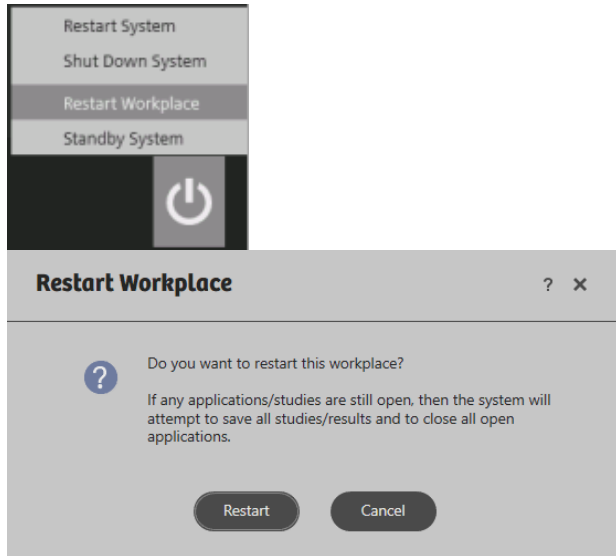 Restart System
Shut Down System
Restart Workplace
Standby System
Restart Workplace
?
Do you want to restart this workplace?
If any applications/studies are still open, then the system will
attempt to save all studies/results and to close all open
applications.
Restart Cancel